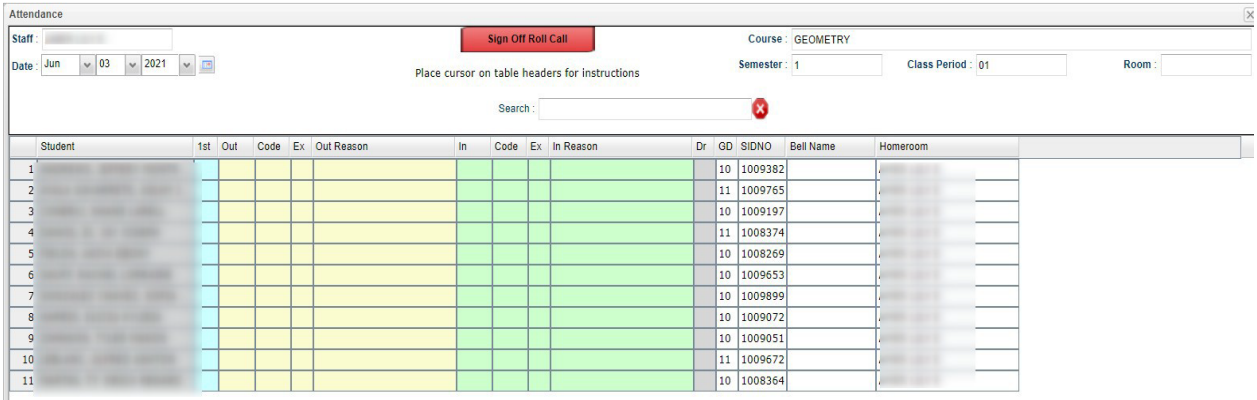 Attendance
Staff : Sign Off Roll Call Course : GEOMETRY
Date : Jun 03 2021 Semester : 1 Class Period : 01 Room :
Place cursor on table headers for instructions
Search :
Student 1st Out Code Ex Out Reason In Code Ex In Reason Dr GD SIDNO Bell Name Homeroom
1 10 1009382
2 11 1009765
3 10 1009197
4 11 1008374
5 10 1008269
6 10 1009653
7 10 1009899
8 10 1009072
9 10 1009051
10 11 1009672
11 10 1008364